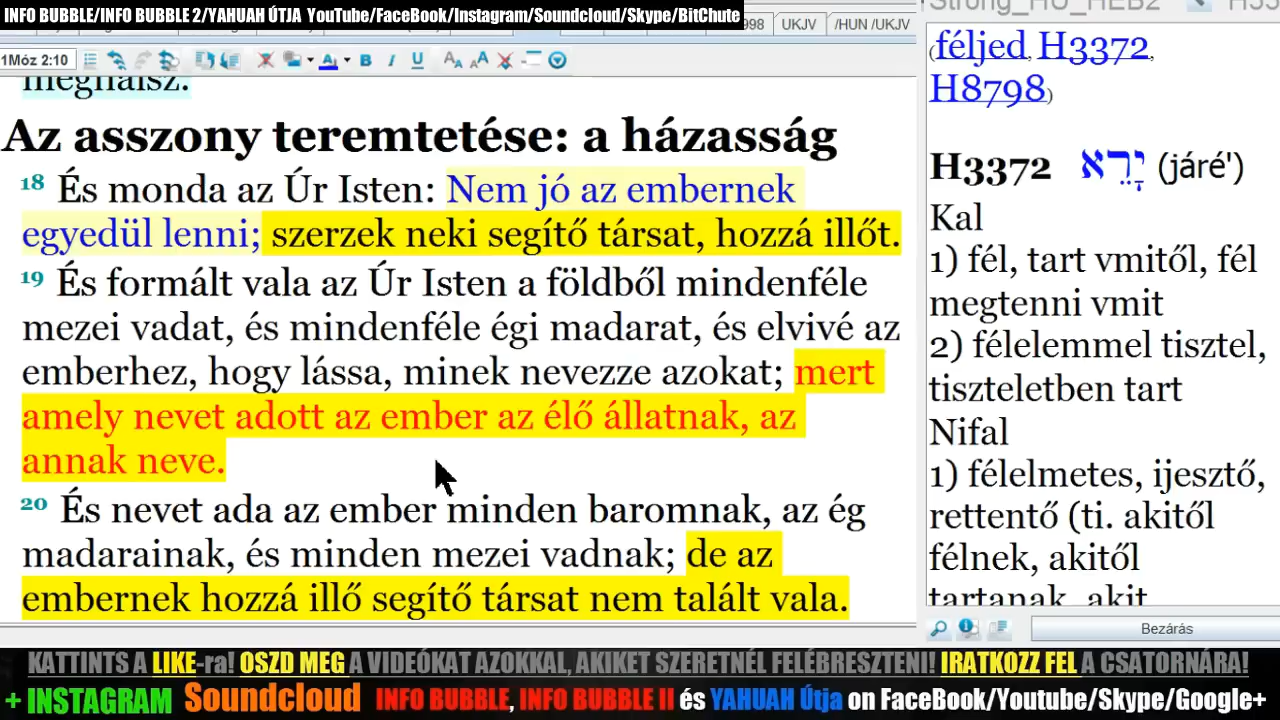 INFO BUBBLE/INFO BUBBLE 2/YAHUAH ÚTJA YouTube/FaceBook/Instagram/Soundcloud/Skype/BitChute
998 UKJV /HUN /UKJV
1Móz 2:10
B I U
meghalsz.
Az asszony teremtetése: a házasság
18 És monda az Úr Isten: Nem jó az embernek
egyedül lenni; szerzek neki segítő társat, hozzá illőt.
19 És formált vala az Úr Isten a földből mindenféle
mezei vadat, és mindenféle égi madarat, és elvivé az
emberhez, hogy lássa, minek nevezze azokat; mert
amely nevet adott az ember az élő állatnak, az
annak neve.
20 És nevet ada az ember minden baromnak, az ég
madarainak, és minden mezei vadnak; de az
embernek hozzá illő segítő társat nem talált vala.
Strong_HU_HEB2
(féljed, H3372,
H8798)
H3372 יָרֵא (járé')
Kal
1) fél, tart vmitől, fél
megtenni vmit
2) félelemmel tisztel,
tiszteletben tart
Nifal
1) félelmetes, ijesztő,
rettentő (ti. akitől
félnek, akitől
tartanak, akit
Bezárás
KATTINTS A LIKE-ra! OSZD MEG A VIDEÓKAT AZOKKAL, AKIKET SZERETNÉL FELÉBRESZTENI! IRATKOZZ FEL A CSATORNÁRA!
+ INSTAGRAM Soundcloud INFO BUBBLE, INFO BUBBLE II és YAHUAH Útja on FaceBook/Youtube/Skype/Google+